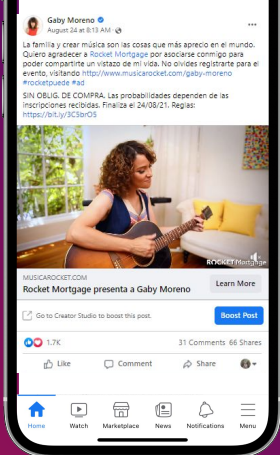 Gaby Moreno
August 24 at 8:13 AM ·
La familia y crear música son las cosas que más aprecio en el mundo.
Quiero agradecer a Rocket Mortgage por asociarse conmigo para
poder compartirte un vistazo de mi vida. No olvides registrarte para el
evento, visitando http://www.musicarocket.com/gaby-moreno
#rocketpuede #ad
SIN OBLIG. DE COMPRA. Las probabilidades dependen de las
inscripciones recibidas. Finaliza el 24/08/21. Reglas:
https://bit.ly/3C5brOS
ROCKET Mortgage
MUSICAROCKET.COM
Rocket Mortgage presenta a Gaby Moreno
Learn More
Go to Creator Studio to boost this post.
Boost Post
1.7K
31 Comments 66 Shares
Like
Comment
Share
Home
Watch
Marketplace
News
Notifications
Menu